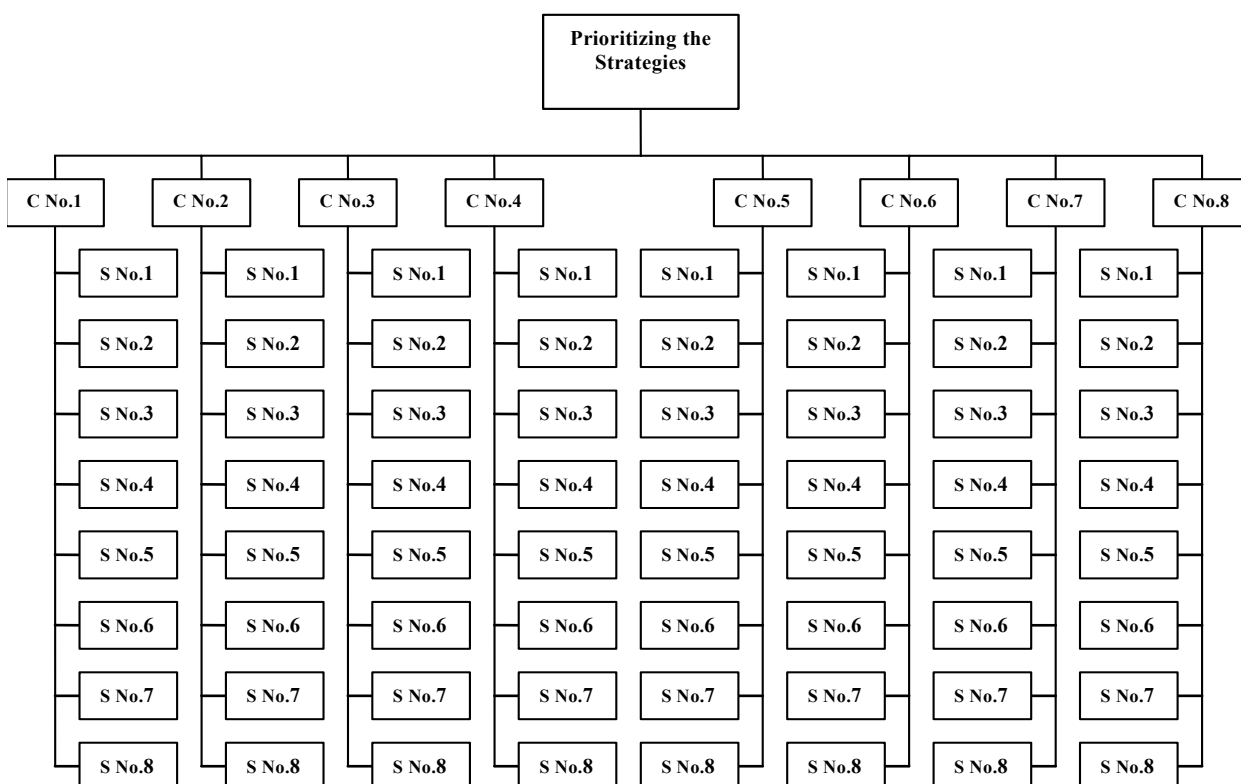 Prioritizing the
Strategies
C No.1 C No.2 C No.3 C No.4 C No.5 C No.6 C No.7 C No.8
S No.1 S No.1 S No.1 S No.1 S No.1 S No.1 S No.1 S No.1
S No.2 S No.2 S No.2 S No.2 S No.2 S No.2 S No.2 S No.2
S No.3 S No.3 S No.3 S No.3 S No.3 S No.3 S No.3 S No.3
S No.4 S No.4 S No.4 S No.4 S No.4 S No.4 S No.4 S No.4
S No.5 S No.5 S No.5 S No.5 S No.5 S No.5 S No.5 S No.5
S No.6 S No.6 S No.6 S No.6 S No.6 S No.6 S No.6 S No.6
S No.7 S No.7 S No.7 S No.7 S No.7 S No.7 S No.7 S No.7
S No.8 S No.8 S No.8 S No.8 S No.8 S No.8 S No.8 S No.8